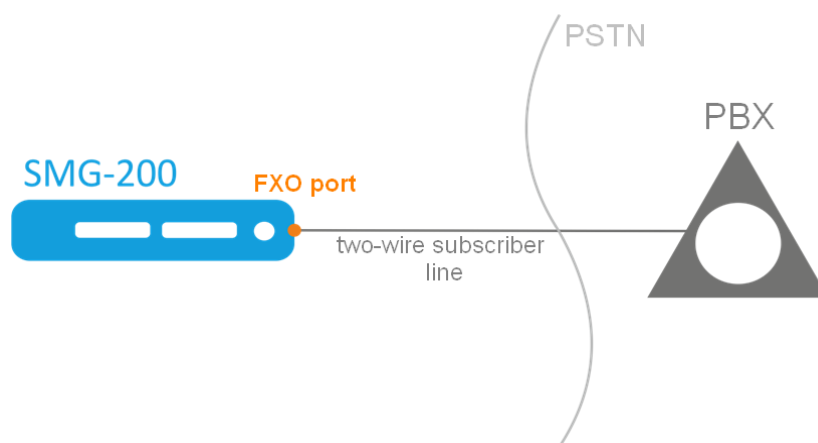 PSTN
PBX
SMG-200
FXO port
two-wire subscriber
line